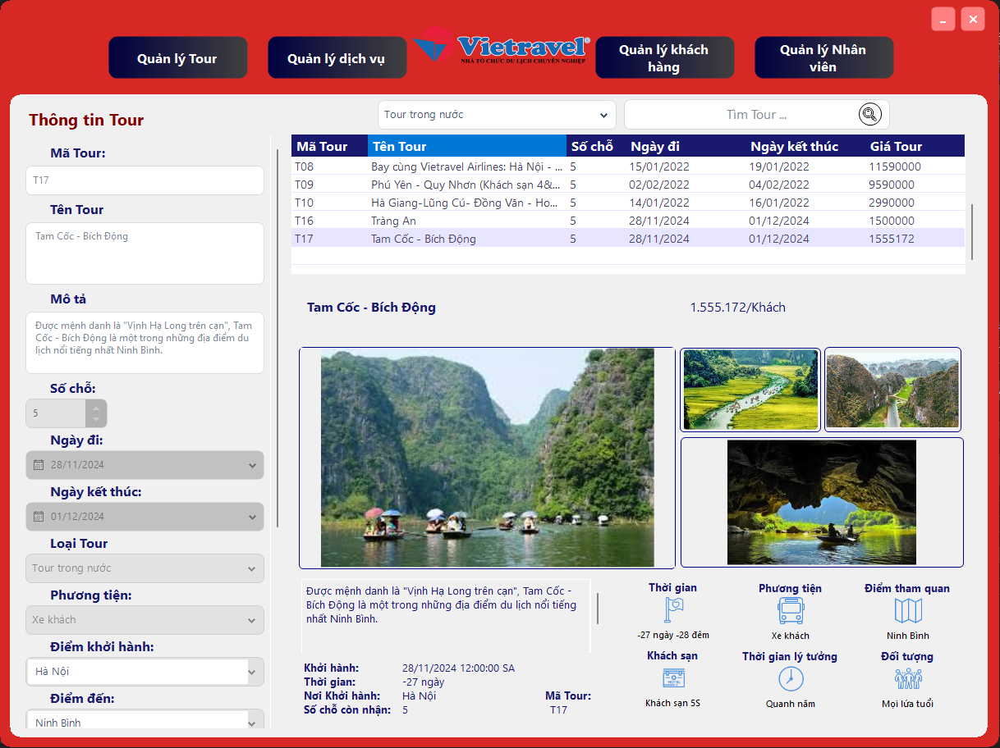 Quản lý Tour
Quản lý dịch vụ
Vietravel®
NHÀ TỔ CHỨC DU LỊCH CHUYÊN NGHIỆP
Quản lý khách
hàng
Quản lý Nhân
viên
Thông tin Tour
Mã Tour:
T17
Tên Tour
Tam Cốc - Bích Động
Mô tả
Được mệnh danh là "Vịnh Hạ Long trên cạn", Tam
Cốc - Bích Động là một trong những địa điểm du
lịch nổi tiếng nhất Ninh Bình.
Số chỗ:
5
Ngày đi:
28/11/2024
Ngày kết thúc:
01/12/2024
Loại Tour
Tour trong nước
Phương tiện:
Xe khách
Điểm khởi hành:
Hà Nội
Điểm đến:
Ninh Bình
Tour trong nước
Tìm Tour ...
Mã Tour Tên Tour Số chỗ Ngày đi Ngày kết thúc Giá Tour
T08 Bay cùng Vietravel Airlines: Hà Nội - ... 5 15/01/2022 19/01/2022 11590000
T09 Phú Yên - Quy Nhơn (Khách sạn 4&... 5 02/02/2022 04/02/2022 9590000
T10 Hà Giang-Lũng Cú- Đồng Văn - Ho... 5 14/01/2022 16/01/2022 2990000
T16 Tràng An 5 28/11/2024 01/12/2024 1500000
T17 Tam Cốc - Bích Động 5 28/11/2024 01/12/2024 1555172
Tam Cốc - Bích Động
1.555.172/Khách
Được mệnh danh là "Vịnh Hạ Long trên cạn", Tam Cốc -
Bích Động là một trong những địa điểm du lịch nổi tiếng
nhất Ninh Bình.
Khởi hành: 28/11/2024 12:00:00 SA
Thời gian: -27 ngày
Nơi Khởi hành: Hà Nội
Số chỗ còn nhận: 5
Mã Tour:
T17
Thời gian
-27 ngày -28 đêm
Phương tiện
Xe khách
Điểm tham quan
Ninh Bình
Khách sạn
HOTEL
Khách sạn 5S
Thời gian lý tưởng
Quanh năm
Đối tượng
Mọi lứa tuổi